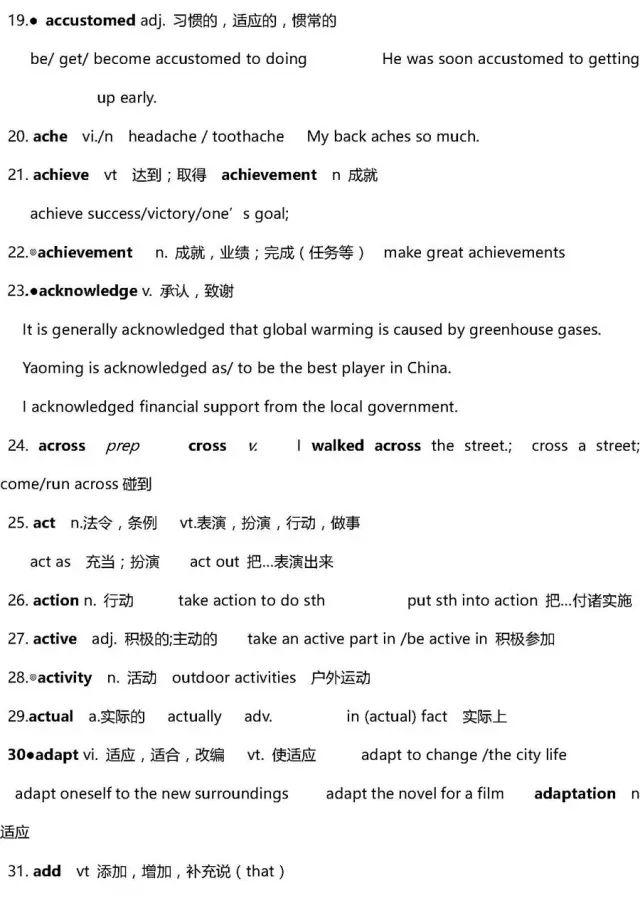 19.● accustomed adj. 习惯的，适应的，惯常的
be/ get/ become accustomed to doing He was soon accustomed to getting
up early.
20. ache vi./n headache / toothache My back aches so much.
21. achieve vt 达到；取得 achievement n 成就
achieve success/victory/one’s goal;
22.◎achievement n. 成就，业绩；完成（任务等） make great achievements
23.●acknowledge v. 承认，致谢
It is generally acknowledged that global warming is caused by greenhouse gases.
Yaoming is acknowledged as/ to be the best player in China.
I acknowledged financial support from the local government.
24. across prep cross v. I walked across the street.; cross a street;
come/run across 碰到
25. act n.法令，条例 vt.表演，扮演，行动，做事
act as 充当；扮演 act out 把…表演出来
26. action n. 行动 take action to do sth put sth into action 把…付诸实施
27. active adj. 积极的;主动的 take an active part in /be active in 积极参加
28.◎activity n. 活动 outdoor activities 户外运动
29.actual a.实际的 actually adv. in (actual) fact 实际上
30●adapt vi. 适应，适合，改编 vt. 使适应 adapt to change /the city life
adapt oneself to the new surroundings adapt the novel for a film adaptation n
适应
31. add vt 添加，增加，补充说（that）